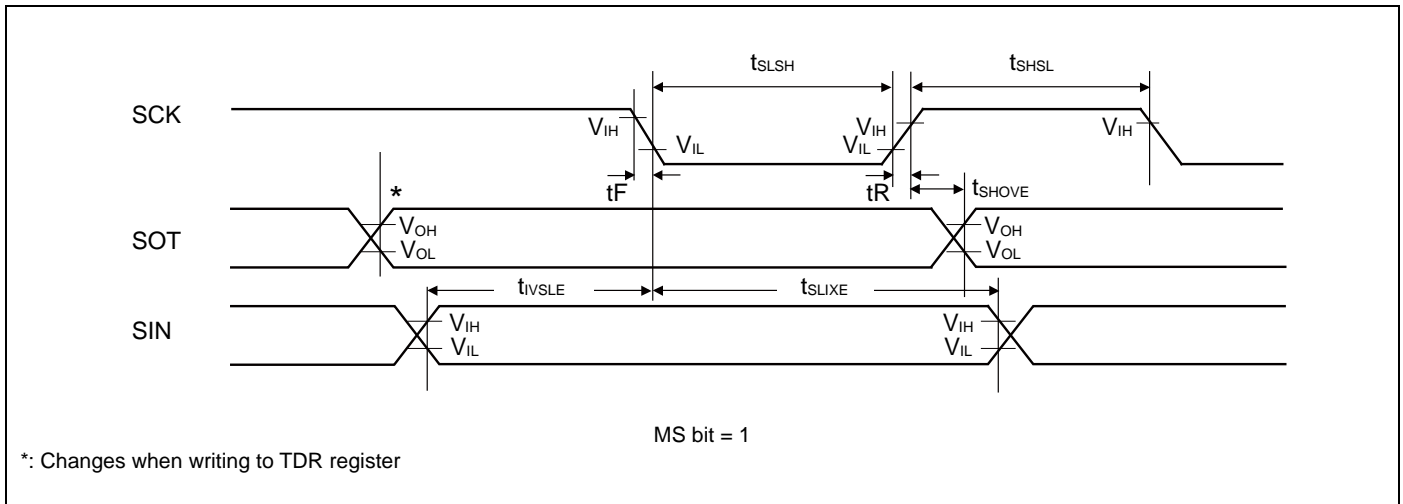 tSLSH tSHSL
SCK VIH VIL VIH VIL VIH
tF tR tSHOVE
*
SOT VOH VOL VOH VOL
tIVSLE tSLIXE
SIN VIH VIL VIH VIL
MS bit = 1
*: Changes when writing to TDR register